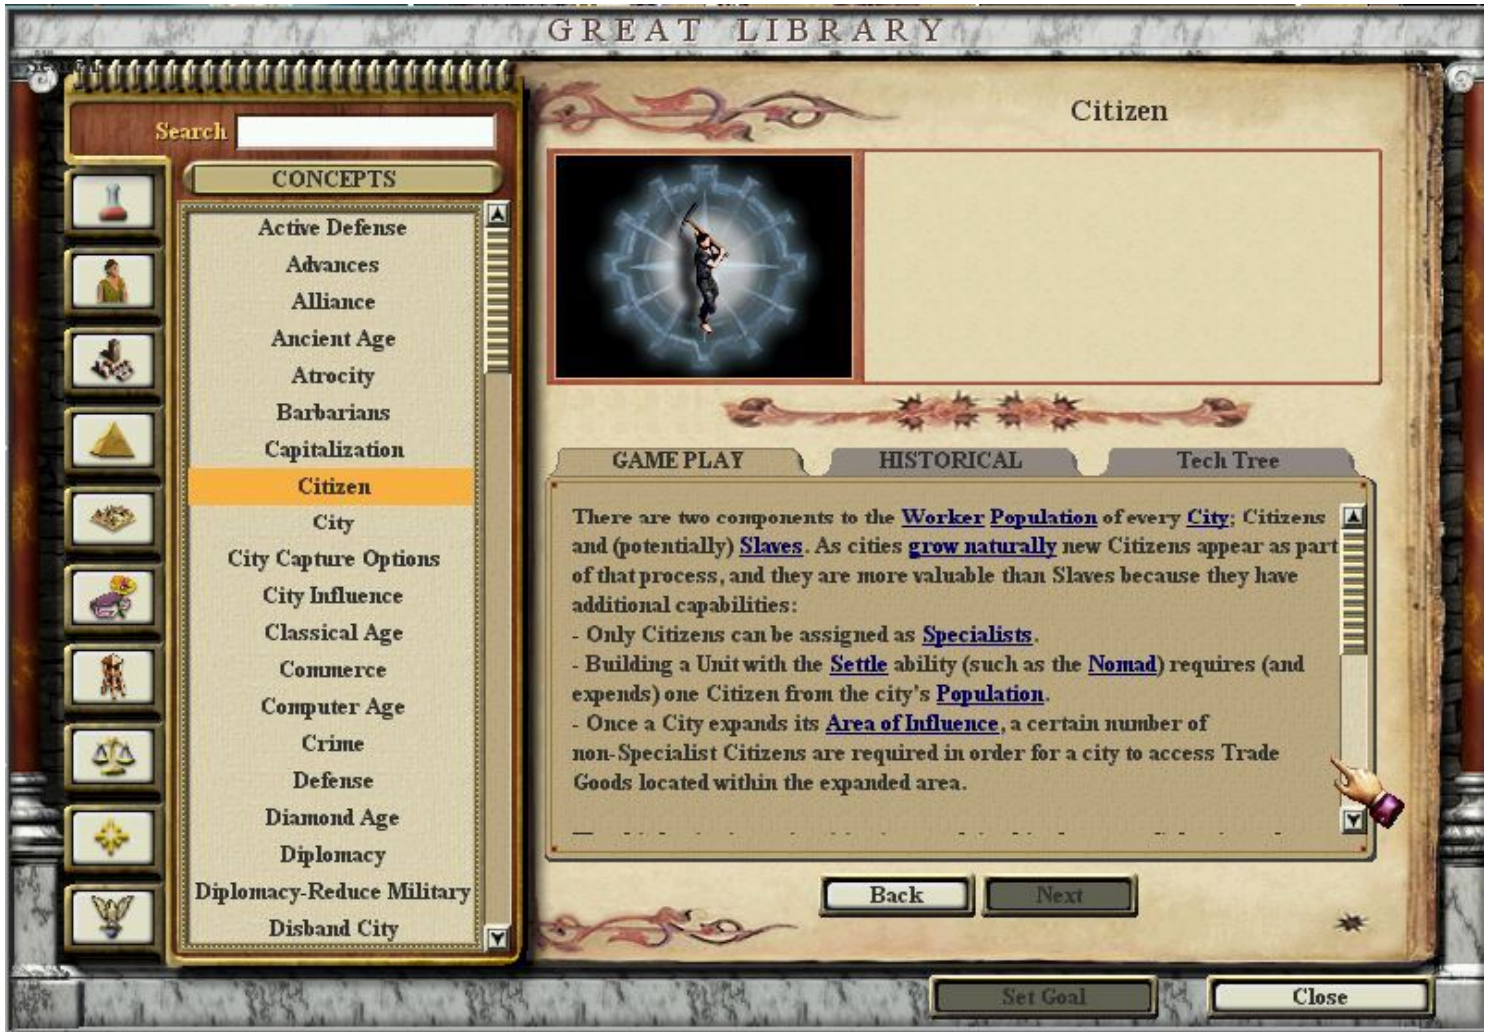 GREAT LIBRARY
Search
CONCEPTS
Active Defense
Advances
Alliance
Ancient Age
Atrocity
Barbarians
Capitalization
Citizen
City
City Capture Options
City Influence
Classical Age
Commerce
Computer Age
Crime
Defense
Diamond Age
Diplomacy
Diplomacy-Reduce Military
Disband City
Citizen
GAMEPLAY
HISTORICAL
Tech Tree
There are two components to the Worker Population of every City; Citizens
and (potentially) Slaves. As cities grow naturally new Citizens appear as part
of that process, and they are more valuable than Slaves because they have
additional capabilities:
- Only Citizens can be assigned as Specialists.
- Building a Unit with the Settle ability (such as the Nomad) requires (and
expends) one Citizen from the city's Population.
- Once a City expands its Area of Influence, a certain number of
non-Specialist Citizens are required in order for a city to access Trade
Goods located within the expanded area.
Back
Next
Set Goal
Close